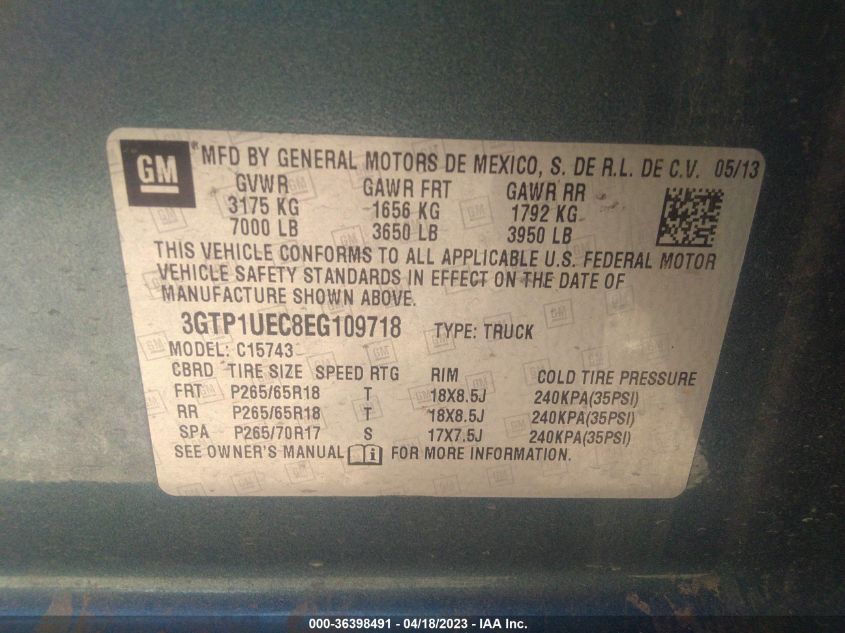 GM MFD BY GENERAL MOTORS DE MEXICO, S. DE R.L. DE C.V. 05/13
GVWR GAWR FRT GAWR RR
3175 KG 1656 KG 1792 KG
7000 LB 3650 LB 3950 LB
THIS VEHICLE CONFORMS TO ALL APPLICABLE U.S. FEDERAL MOTOR
VEHICLE SAFETY STANDARDS IN EFFECT ON THE DATE OF
MANUFACTURE SHOWN ABOVE.
3GTP1UEC8EG109718 TYPE: TRUCK
MODEL: C15743
CBRD TIRE SIZE SPEED RTG RIM COLD TIRE PRESSURE
FRT P265/65R18 T 18X8.5J 240KPA(35PSI)
RR P265/65R18 T 18X8.5J 240KPA(35PSI)
SPA P265/70R17 S 17X7.5J 240KPA(35PSI)
SEE OWNER'S MANUAL i FOR MORE INFORMATION.
000-36398491 - 04/18/2023 - IAA Inc.